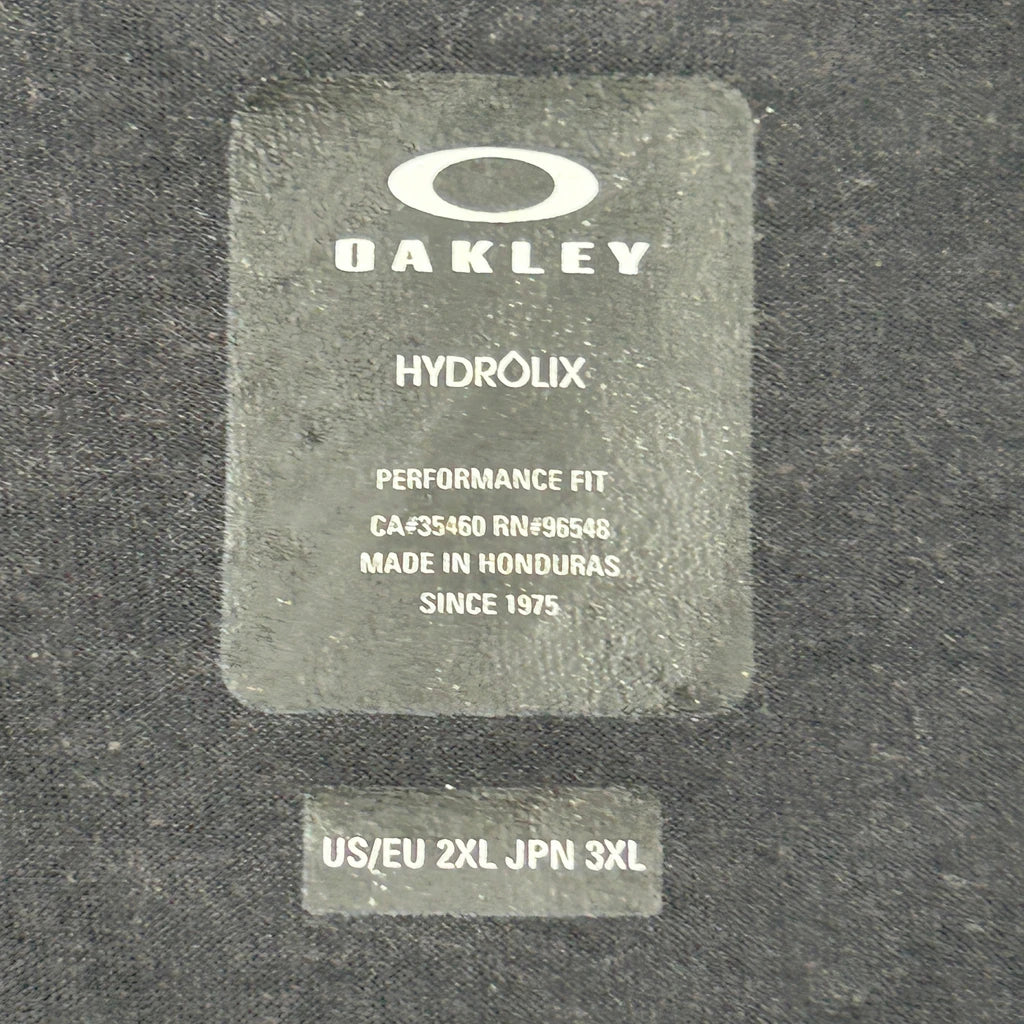 OAKLEY
HYDROLIX
PERFORMANCE FIT
CA#35460 RN#96548
MADE IN HONDURAS
SINCE 1975
US/EU 2XL JPN 3XL